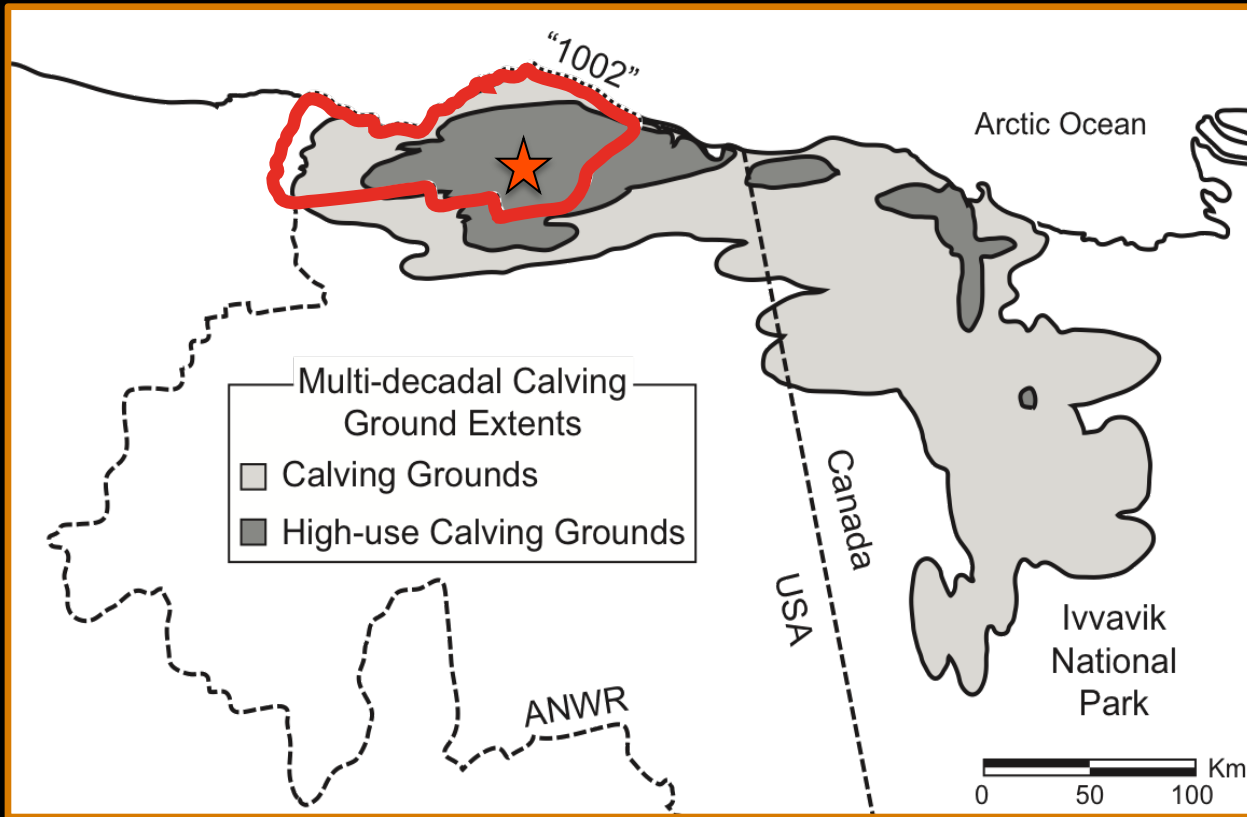 "1002"
Arctic Ocean
Multi-decadal Calving
Ground Extents
Calving Grounds
High-use Calving Grounds
Canada
USA
ANWR
Ivvavik
National
Park
Km
0 50 100